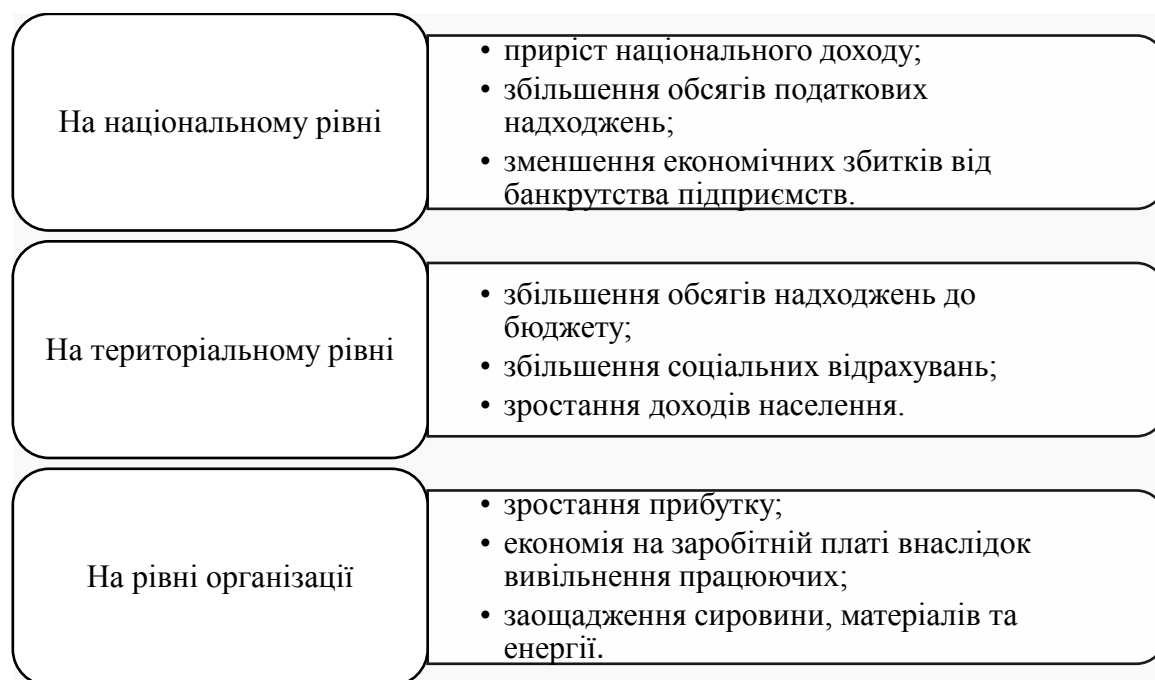 На національному рівні
• приріст національного доходу;
• збільшення обсягів податкових
надходжень;
• зменшення економічних збитків від
банкрутства підприємств.
На територіальному рівні
• збільшення обсягів надходжень до
бюджету;
• збільшення соціальних відрахувань;
• зростання доходів населення.
На рівні організації
• зростання прибутку;
• економія на заробітній платі внаслідок
вивільнення працюючих;
• заощадження сировини, матеріалів та
енергії.